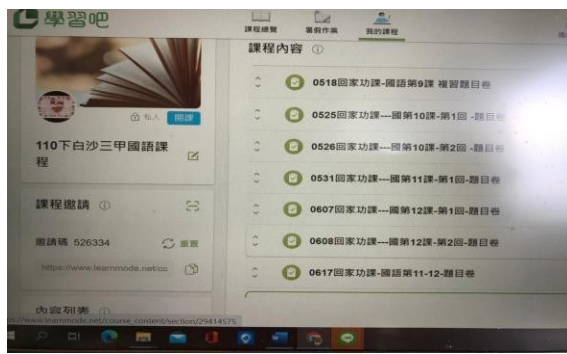 學習吧
課程總覽
暑假作業
我的課程
課程內容
私人
開課
110下白沙三甲國語課
程
課程邀請
邀請碼 526334
重置
https://www.learnmode.net/co
內容列表
0518回家功課-國語第9課 複習題目卷
0525回家功課---國第10課-第1回 -題目卷
0526回家功課---國第10課-第2回 -題目卷
0531回家功課---國第11課-第1回-題目卷
0607回家功課---國第12課-第1回-題目卷
0608回家功課---國第12課-第2回-題目卷
0617回家功課-國語第11-12-題目卷
www.learnmode.net/course_content/section/29414575